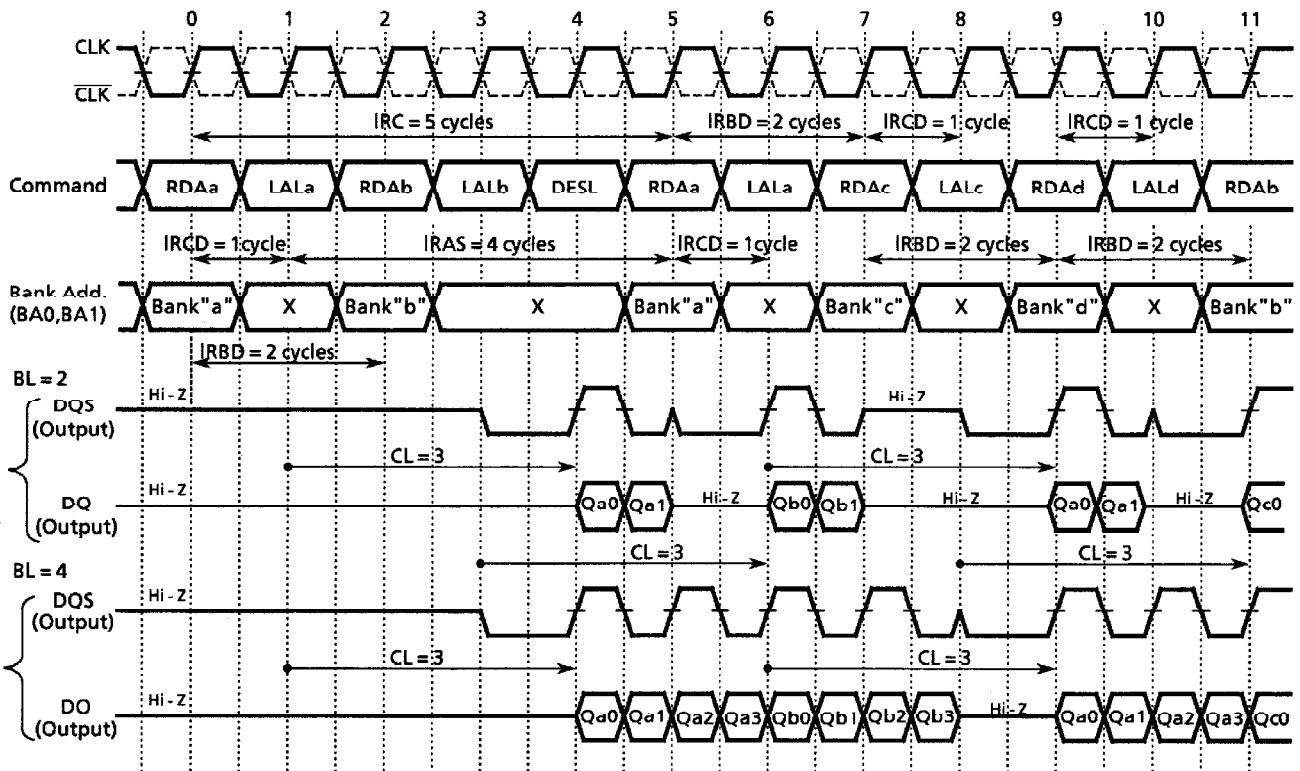 0 1 2 3 4 5 6 7 8 9 10 11
CLK
CLK
IRC = 5 cycles IRBD = 2 cycles IRCD = 1 cycle IRCD = 1 cycle
Command RDAa LALa RDAb LALb DESL RDAa LALa RDAc LALc RDAd LALd RDAb
IRCD = 1cycle IRAS = 4 cycles IRCD = 1cycle IRBD = 2 cycles IRBD = 2 cycles
Bank Add.
(BA0,BA1) Bank"a" X Bank"b" X Bank"a" X Bank"c" X Bank"d" X Bank"b"
IRBD = 2 cycles
BL = 2
DQS
(Output) Hi-Z Hi-Z
CL = 3 CL = 3
DQ
(Output) Hi-Z Qa0 Qa1 Hi-Z Qb0 Qb1 Hi-Z Qa0 Qa1 Hi-Z Qc0
CL = 3 CL = 3
BL = 4
DQS
(Output) Hi-Z
CL = 3 CL = 3
DQ
(Output) Hi-Z Qa0 Qa1 Qa2 Qa3 Qb0 Qb1 Qb2 Qb3 Hi-Z Qa0 Qa1 Qa2 Qa3 Qc0